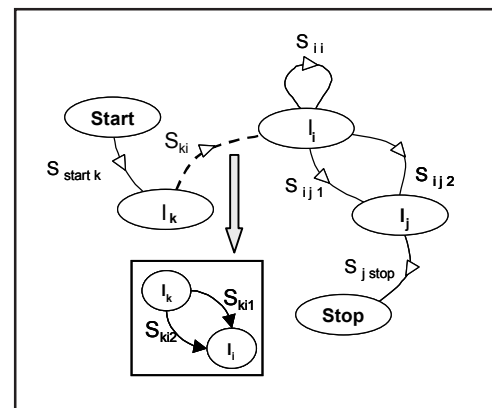 S i i
Start
I i
S ki
S start k
S i j 1
S i j 2
I k
I j
S j stop
I k
S ki1
S ki2
I i
Stop